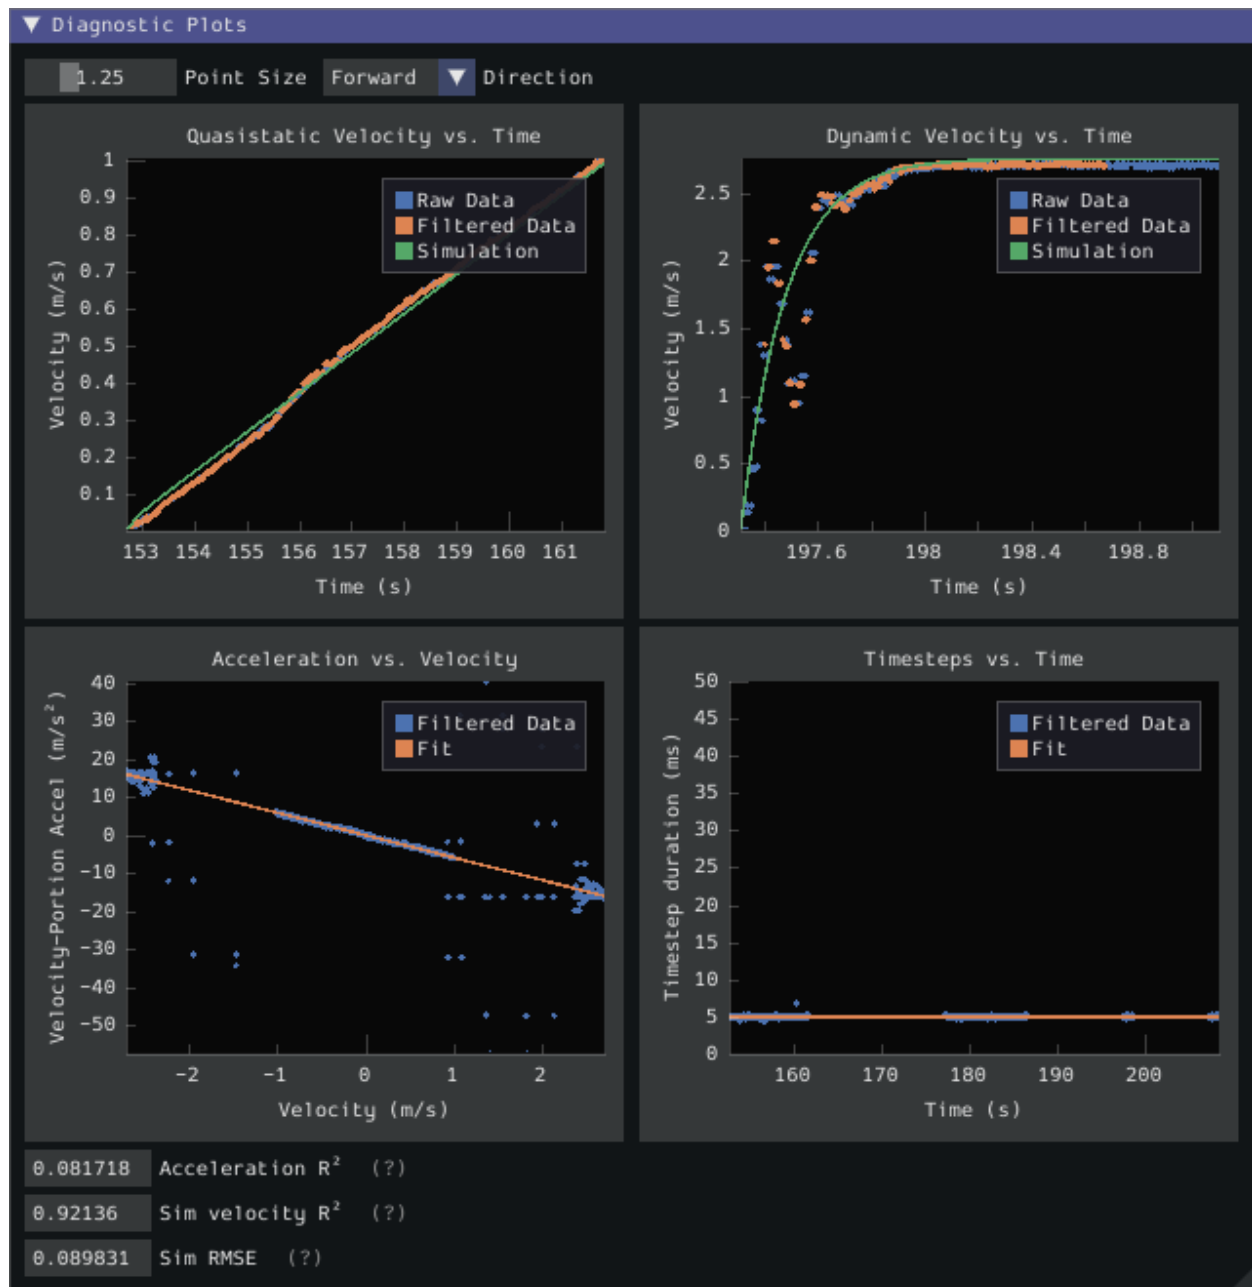 ▼ Diagnostic Plots
1.25 Point Size Forward ▼ Direction
Quasistatic Velocity vs. Time
1
0.9
0.8
0.7
0.6
0.5
0.4
0.3
0.2
0.1
Velocity (m/s)
Raw Data
Filtered Data
Simulation
153 154 155 156 157 158 159 160 161
Time (s)
Dynamic Velocity vs. Time
2.5
2
1.5
1
0.5
0
Velocity (m/s)
Raw Data
Filtered Data
Simulation
197.6 198 198.4 198.8
Time (s)
Acceleration vs. Velocity
40
30
20
10
0
-10
-20
-30
-40
-50
Velocity-Portion Accel (m/s²)
Filtered Data
Fit
-2 -1 0 1 2
Velocity (m/s)
Timesteps vs. Time
50
45
40
35
30
25
20
15
10
5
0
Timestep duration (ms)
Filtered Data
Fit
160 170 180 190 200
Time (s)
0.081718 Acceleration R² (?)
0.92136 Sim velocity R² (?)
0.089831 Sim RMSE (?)